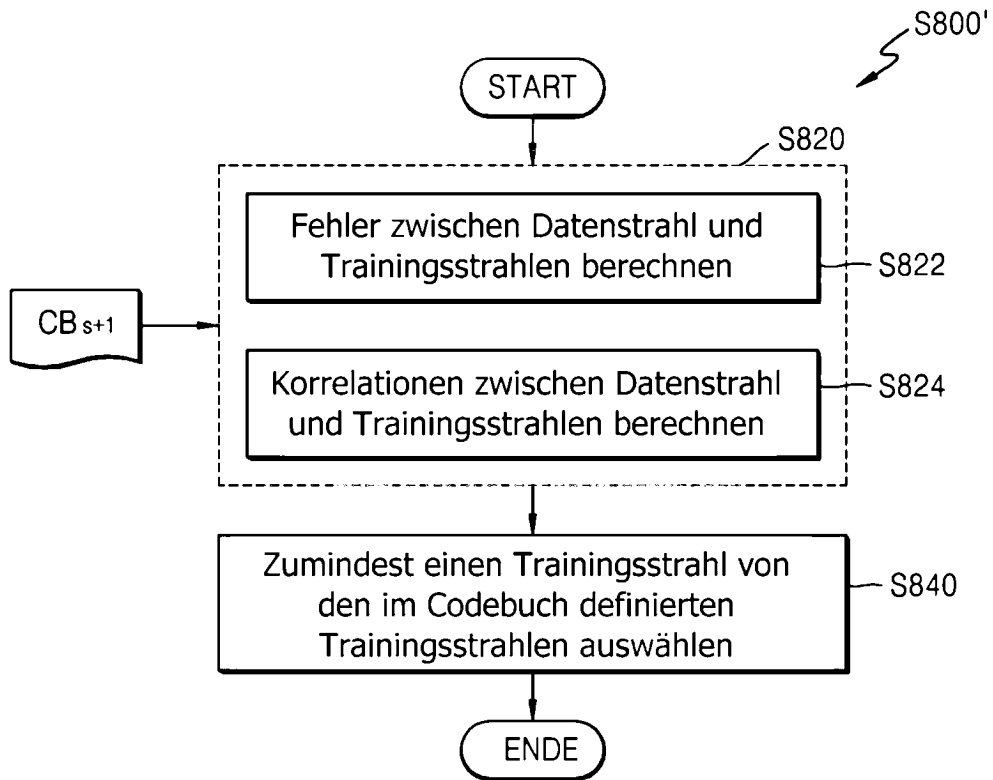 S800'
START
S820
Fehler zwischen Datenstrahl und
Trainingsstrahlen berechnen
S822
CB s+1
Korrelationen zwischen Datenstrahl
und Trainingsstrahlen berechnen
S824
Zumindest einen Trainingsstrahl von
den im Codebuch definierten
Trainingsstrahlen auswählen
S840
ENDE